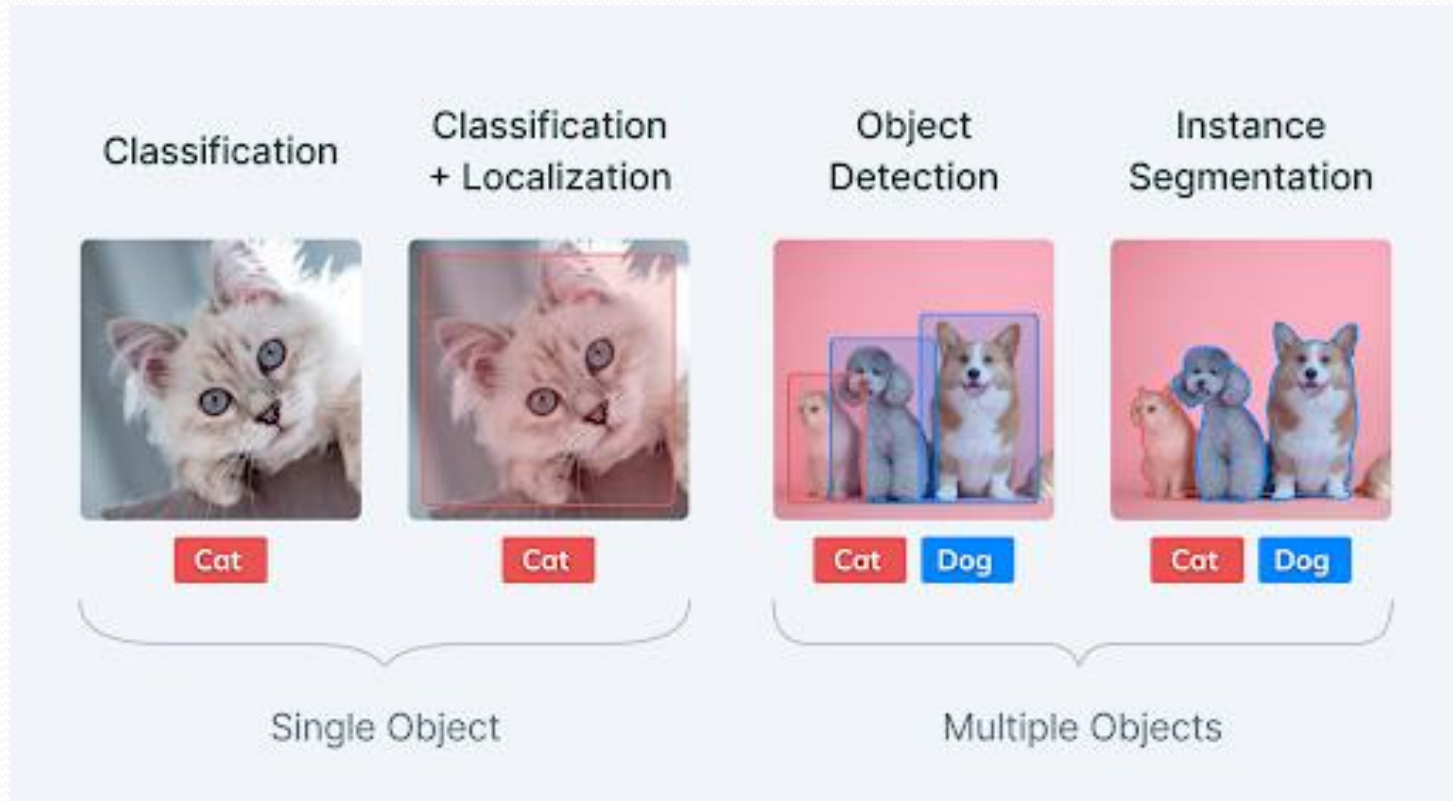 Classification
Classification
+ Localization
Object
Detection
Instance
Segmentation
Cat
Cat
Cat
Dog
Cat
Dog
Single Object
Multiple Objects